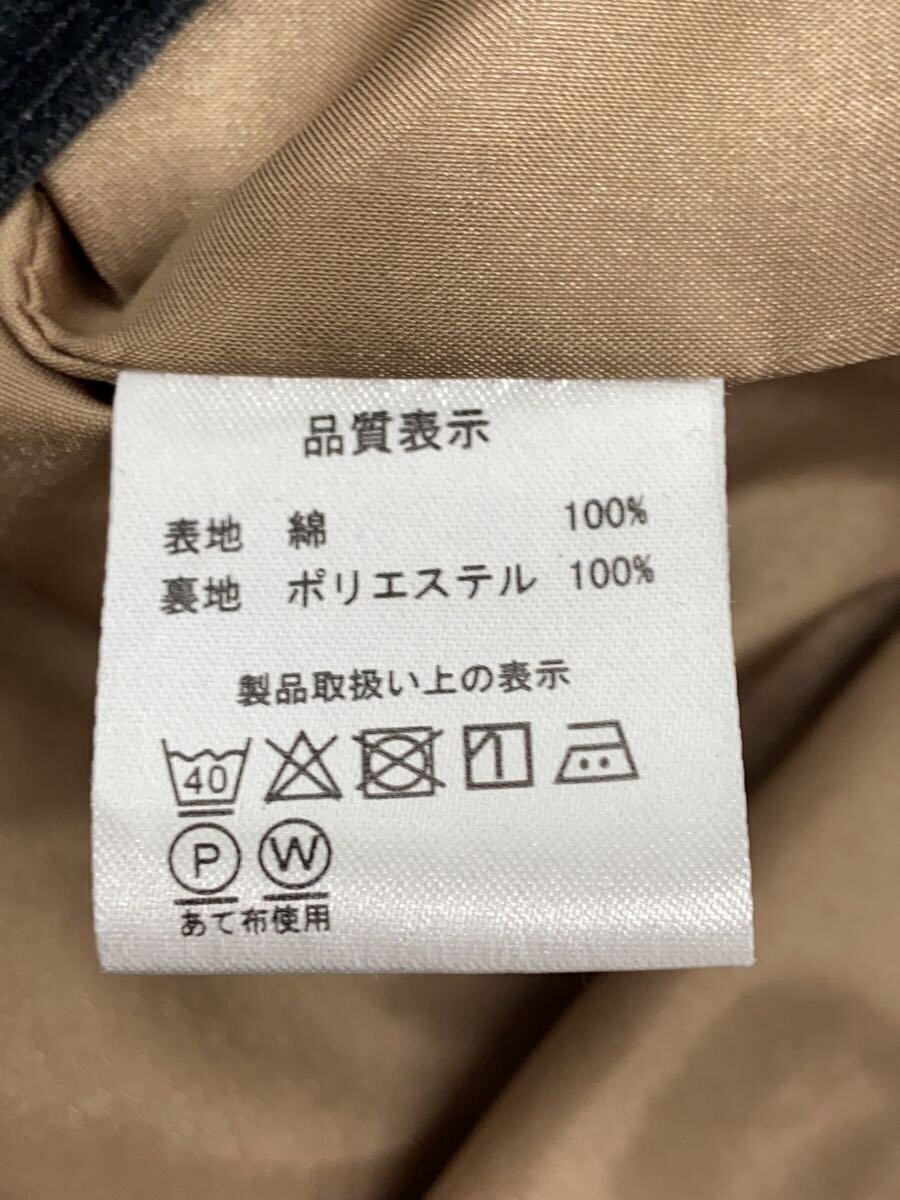 品質表示
表地 綿 100%
裏地 ポリエステル 100%
製品取扱い上の表示
40
P W
あて布使用